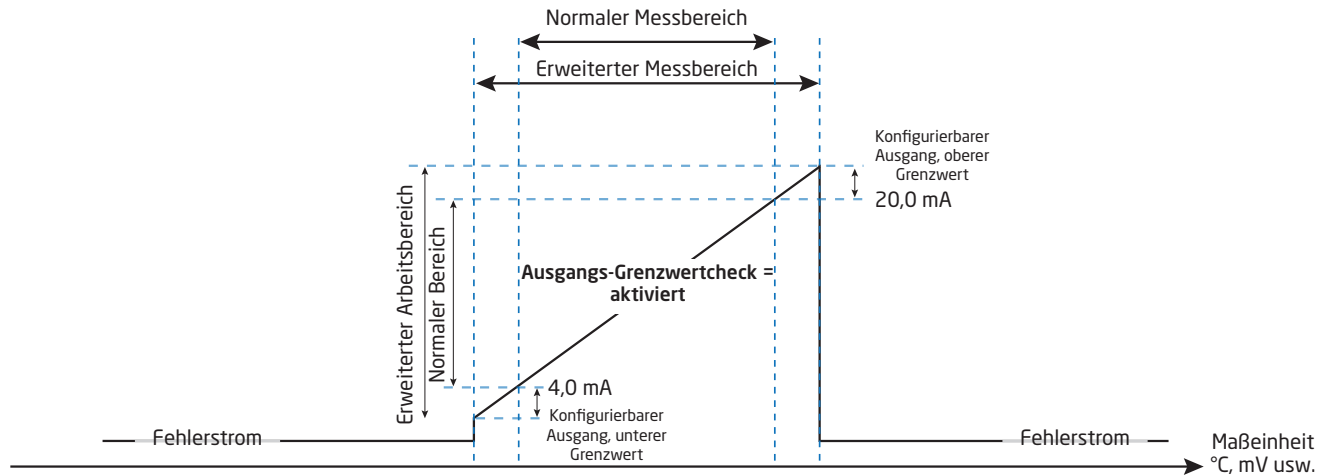 Normaler Messbereich
Erweiterter Messbereich
Konfigurierbarer
Ausgang, oberer
Grenzwert
20,0 mA
Erweiterter Arbeitsbereich
Normaler Bereich
Ausgangs-Grenzwertcheck =
aktiviert
4,0 mA
Konfigurierbarer
Ausgang, unterer
Grenzwert
Fehlerstrom
Fehlerstrom
Maßeinheit
°C, mV usw.